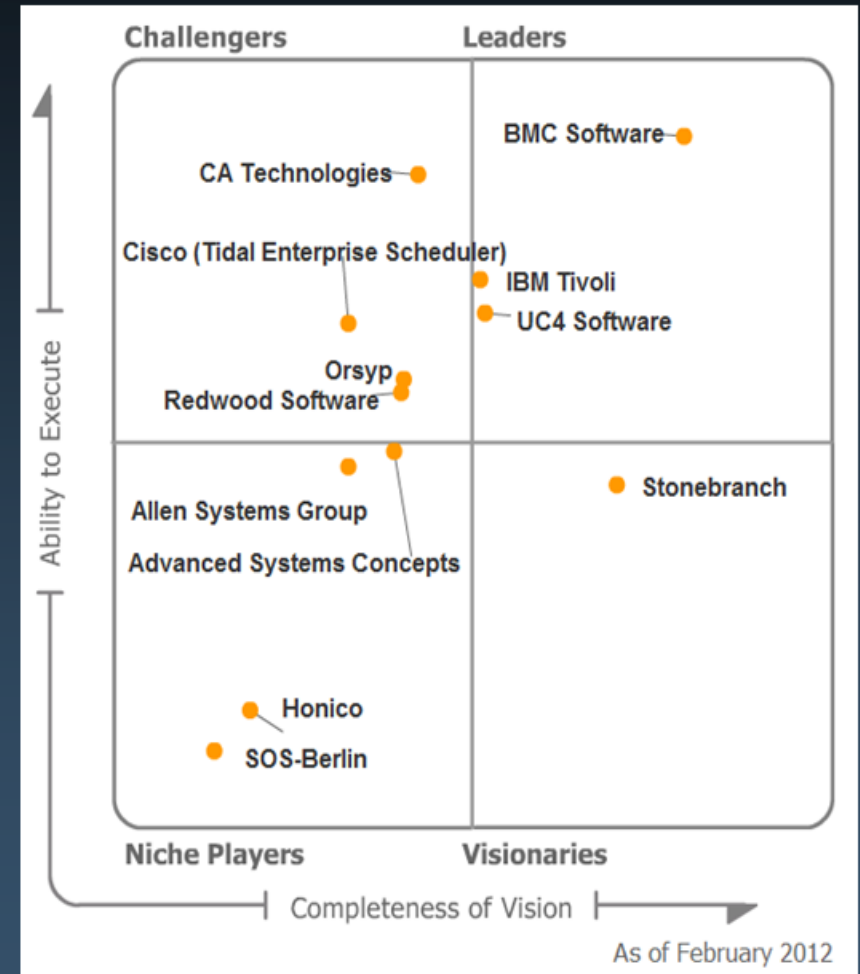 Challengers
Leaders
BMC Software
CA Technologies
Cisco (Tidal Enterprise Scheduler)
IBM Tivoli
UC4 Software
Orsyp
Redwood Software
Stonebranch
Allen Systems Group
Advanced Systems Concepts
Honico
SOS-Berlin
Ability to Execute
Niche Players
Visionaries
Completeness of Vision
As of February 2012